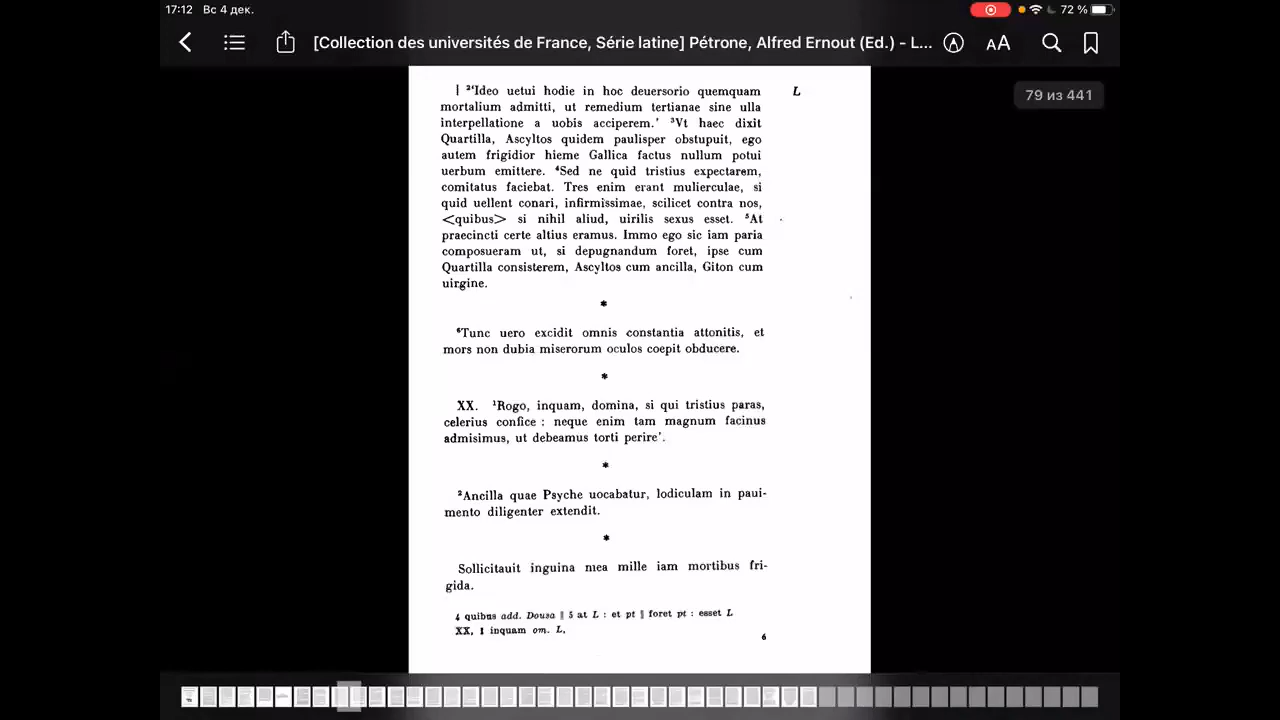 17:12 Вс 4 дек.
72 %
[Collection des universités de France, Série latine] Pétrone, Alfred Ernout (Ed.) - L...
AA
79 из 441
| ²'Ideo uetui hodie in hoc deuersorio quemquam L
mortalium admitti, ut remedium tertianae sine ulla
interpellatione a uobis acciperem.' ³Vt haec dixit
Quartilla, Ascyltos quidem paulisper obstupuit, ego
autem frigidior hieme Gallica factus nullum potui
uerbum emittere. ⁴Sed ne quid tristius expectarem,
comitatus faciebat. Tres enim erant mulierculae, si
quid uellent conari, infirmissimae, scilicet contra nos,
<quibus> si nihil aliud, uirilis sexus esset. ⁵At
praecincti certe altius eramus. Immo ego sic iam paria
composueram ut, si depugnandum foret, ipse cum
Quartilla consisterem, Ascyltos cum ancilla, Giton cum
uirgine.
*
⁶Tunc uero excidit omnis constantia attonitis, et
mors non dubia miserorum oculos coepit obducere.
*
XX. ¹Rogo, inquam, domina, si qui tristius paras,
celerius confice : neque enim tam magnum facinus
admisimus, ut debeamus torti perire'.
*
²Ancilla quae Psyche uocabatur, lodiculam in paui-
mento diligenter extendit.
*
Sollicitauit inguina mea mille iam mortibus fri-
gida.
4 quibus add. Dousa ‖ 5 at L : et pt ‖ foret pt : esset L
XX, 1 inquam om. L.
6